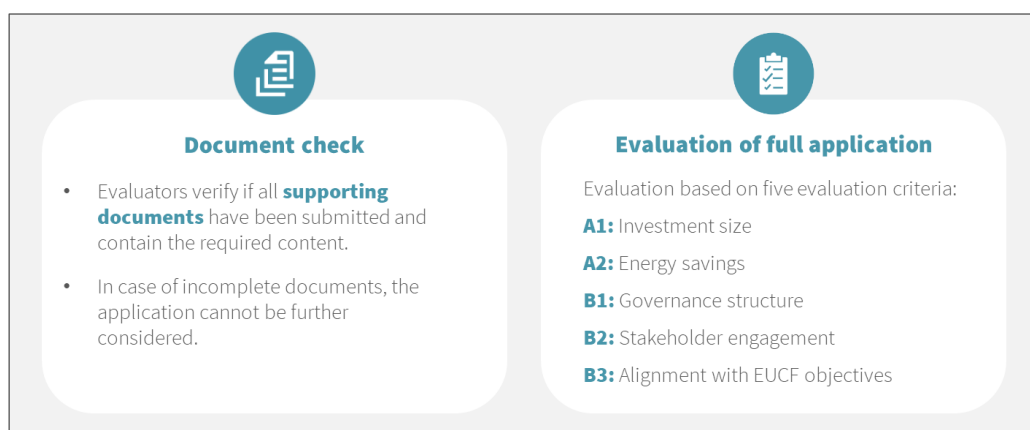 Document check
• Evaluators verify if all supporting
documents have been submitted and
contain the required content.
• In case of incomplete documents, the
application cannot be further
considered.
Evaluation of full application
Evaluation based on five evaluation criteria:
A1: Investment size
A2: Energy savings
B1: Governance structure
B2: Stakeholder engagement
B3: Alignment with EUCF objectives